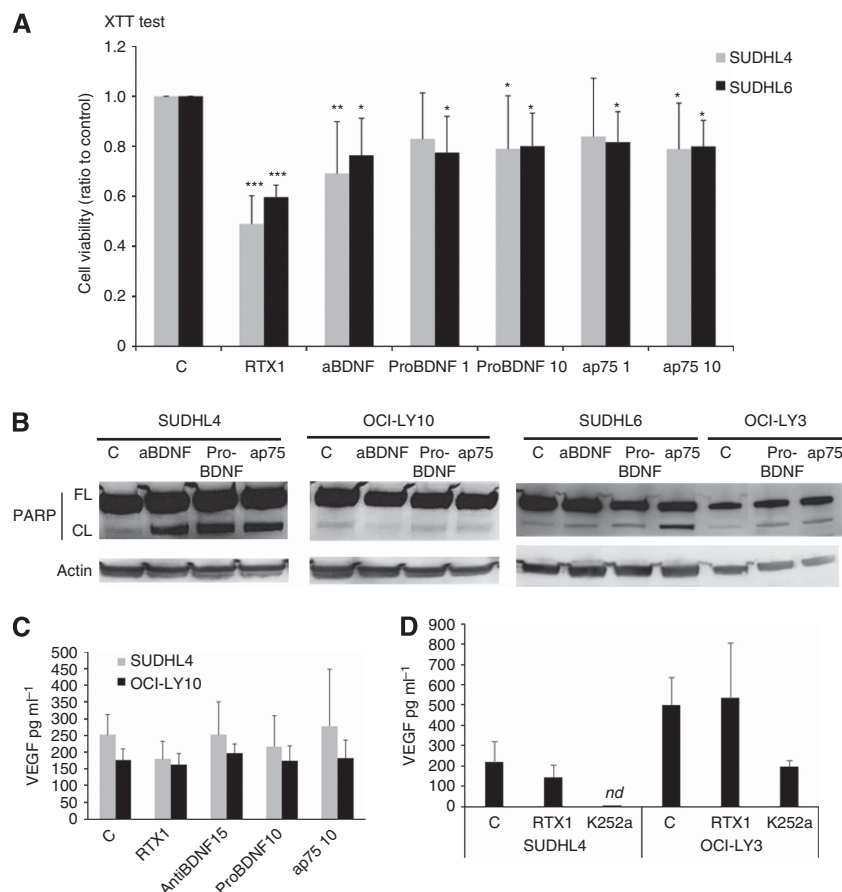 A
XTT test
1.2
1.0
0.8
0.6
0.4
0.2
0
Cell viability (ratio to control)
SUDHL4
SUDHL6
*** *** ** * * * * * * *
C RTX1 aBDNF ProBDNF 1 ProBDNF 10 ap75 1 ap75 10
B
SUDHL4 OCI-LY10 SUDHL6 OCI-LY3
C aBDNF Pro-BDNF ap75 C aBDNF Pro-BDNF ap75 C aBDNF Pro-BDNF ap75 C Pro-BDNF ap75
FL
PARP
CL
Actin
C
500
450
400
350
300
250
200
150
100
50
0
VEGF pg ml−1
SUDHL4
OCI-LY10
C RTX1 AntiBDNF15 ProBDNF10 ap75 10
D
900
800
700
600
500
400
300
200
100
0
VEGF pg ml−1
nd
C RTX1 K252a C RTX1 K252a
SUDHL4 OCI-LY3